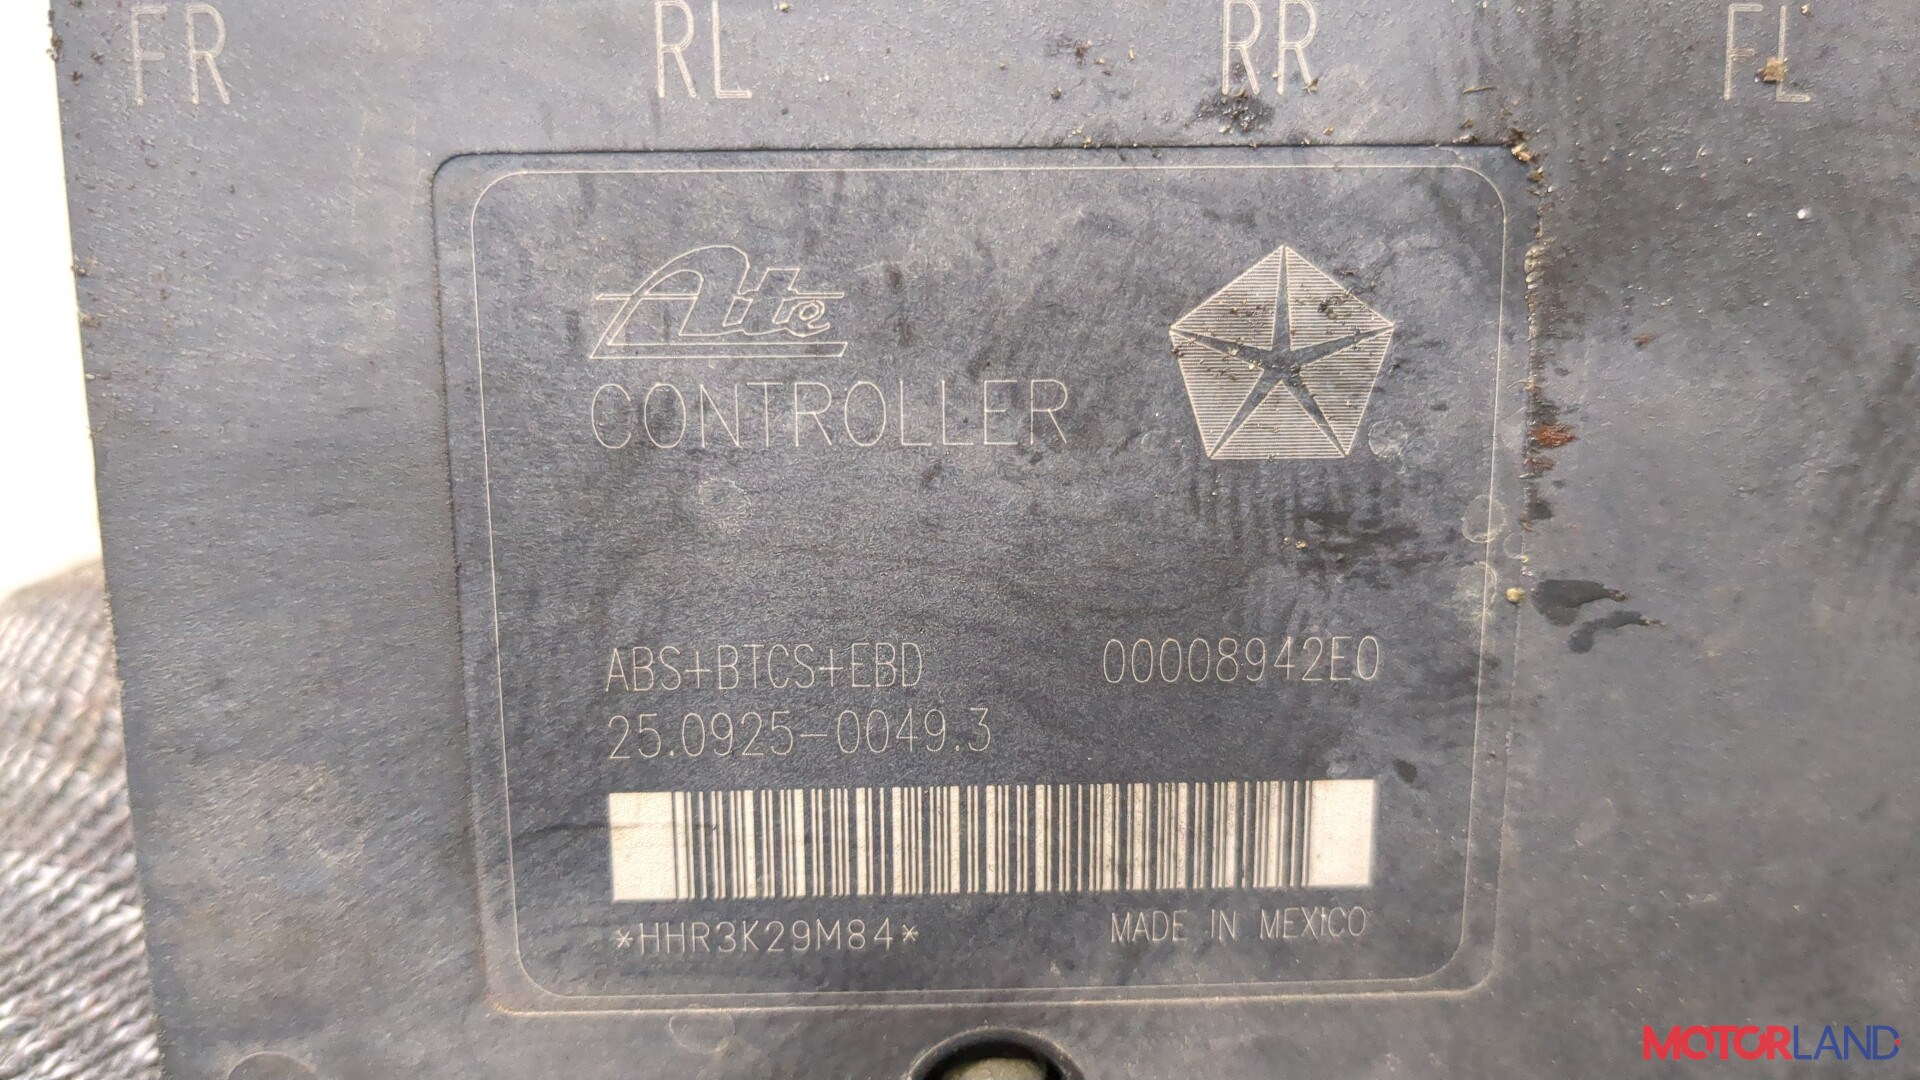 FR RL RR FL
Ate
CONTROLLER
ABS+BTCS+EBD 00008942E0
25.0925-0049.3
*HHR3K29M84* MADE IN MEXICO
MOTORLAND